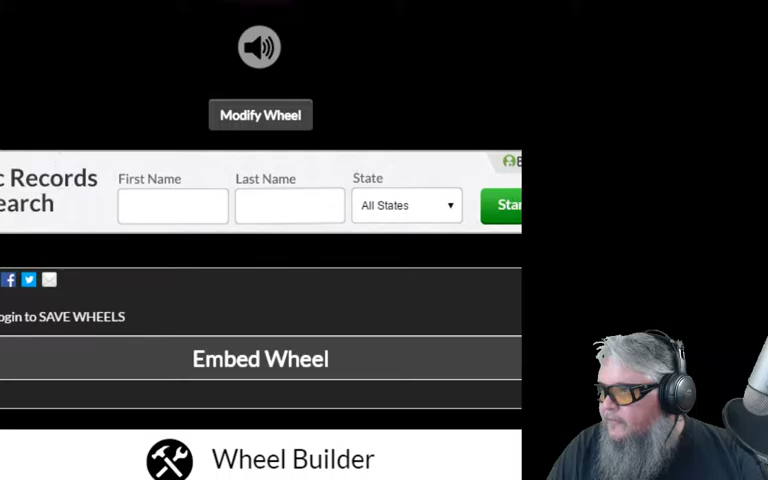 Modify Wheel
c Records
earch
First Name
Last Name
State
All States
Star
ogin to SAVE WHEELS
Embed Wheel
Wheel Builder